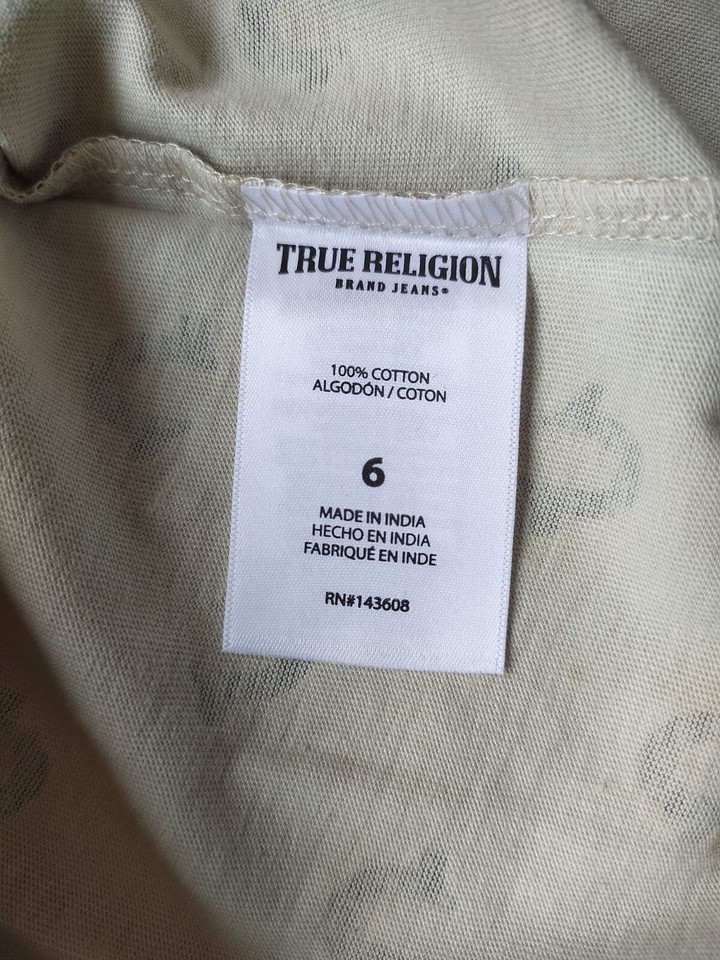 TRUE RELIGION
BRAND JEANS®
100% COTTON
ALGODÓN / COTON
6
MADE IN INDIA
HECHO EN INDIA
FABRIQUÉ EN INDE
RN#143608